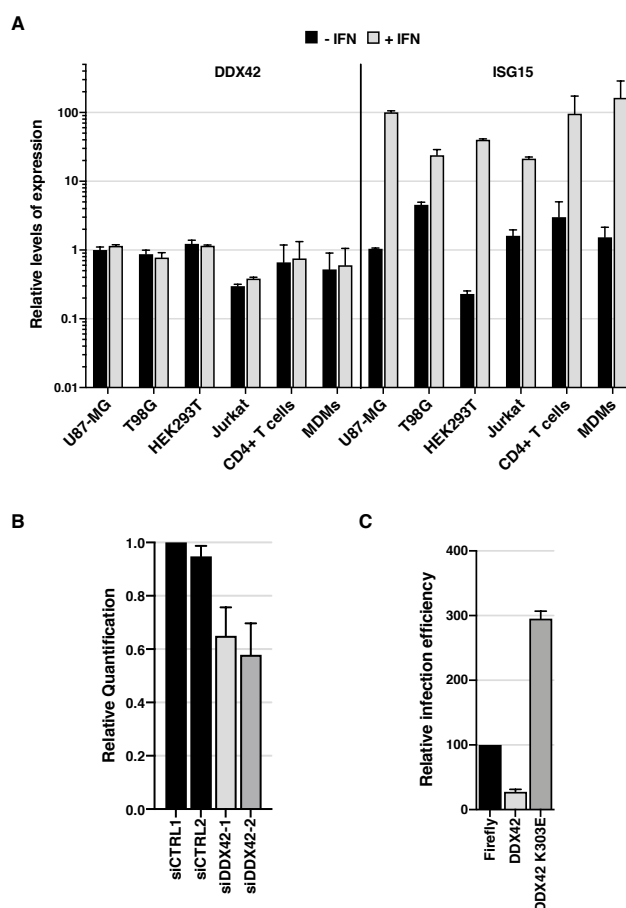 A
- IFN + IFN
DDX42 ISG15
Relative levels of expression
100
10
1
0.1
0.01
U87-MG
T98G
HEK293T
Jurkat
CD4+ T cells
MDMs
U87-MG
T98G
HEK293T
Jurkat
CD4+ T cells
MDMs
B
Relative Quantification
1.0
0.8
0.6
0.4
0.2
0.0
siCTRL1
siCTRL2
siDDX42-1
siDDX42-2
C
Relative infection efficiency
400
300
200
100
0
Firefly
DDX42
DDX42 K303E